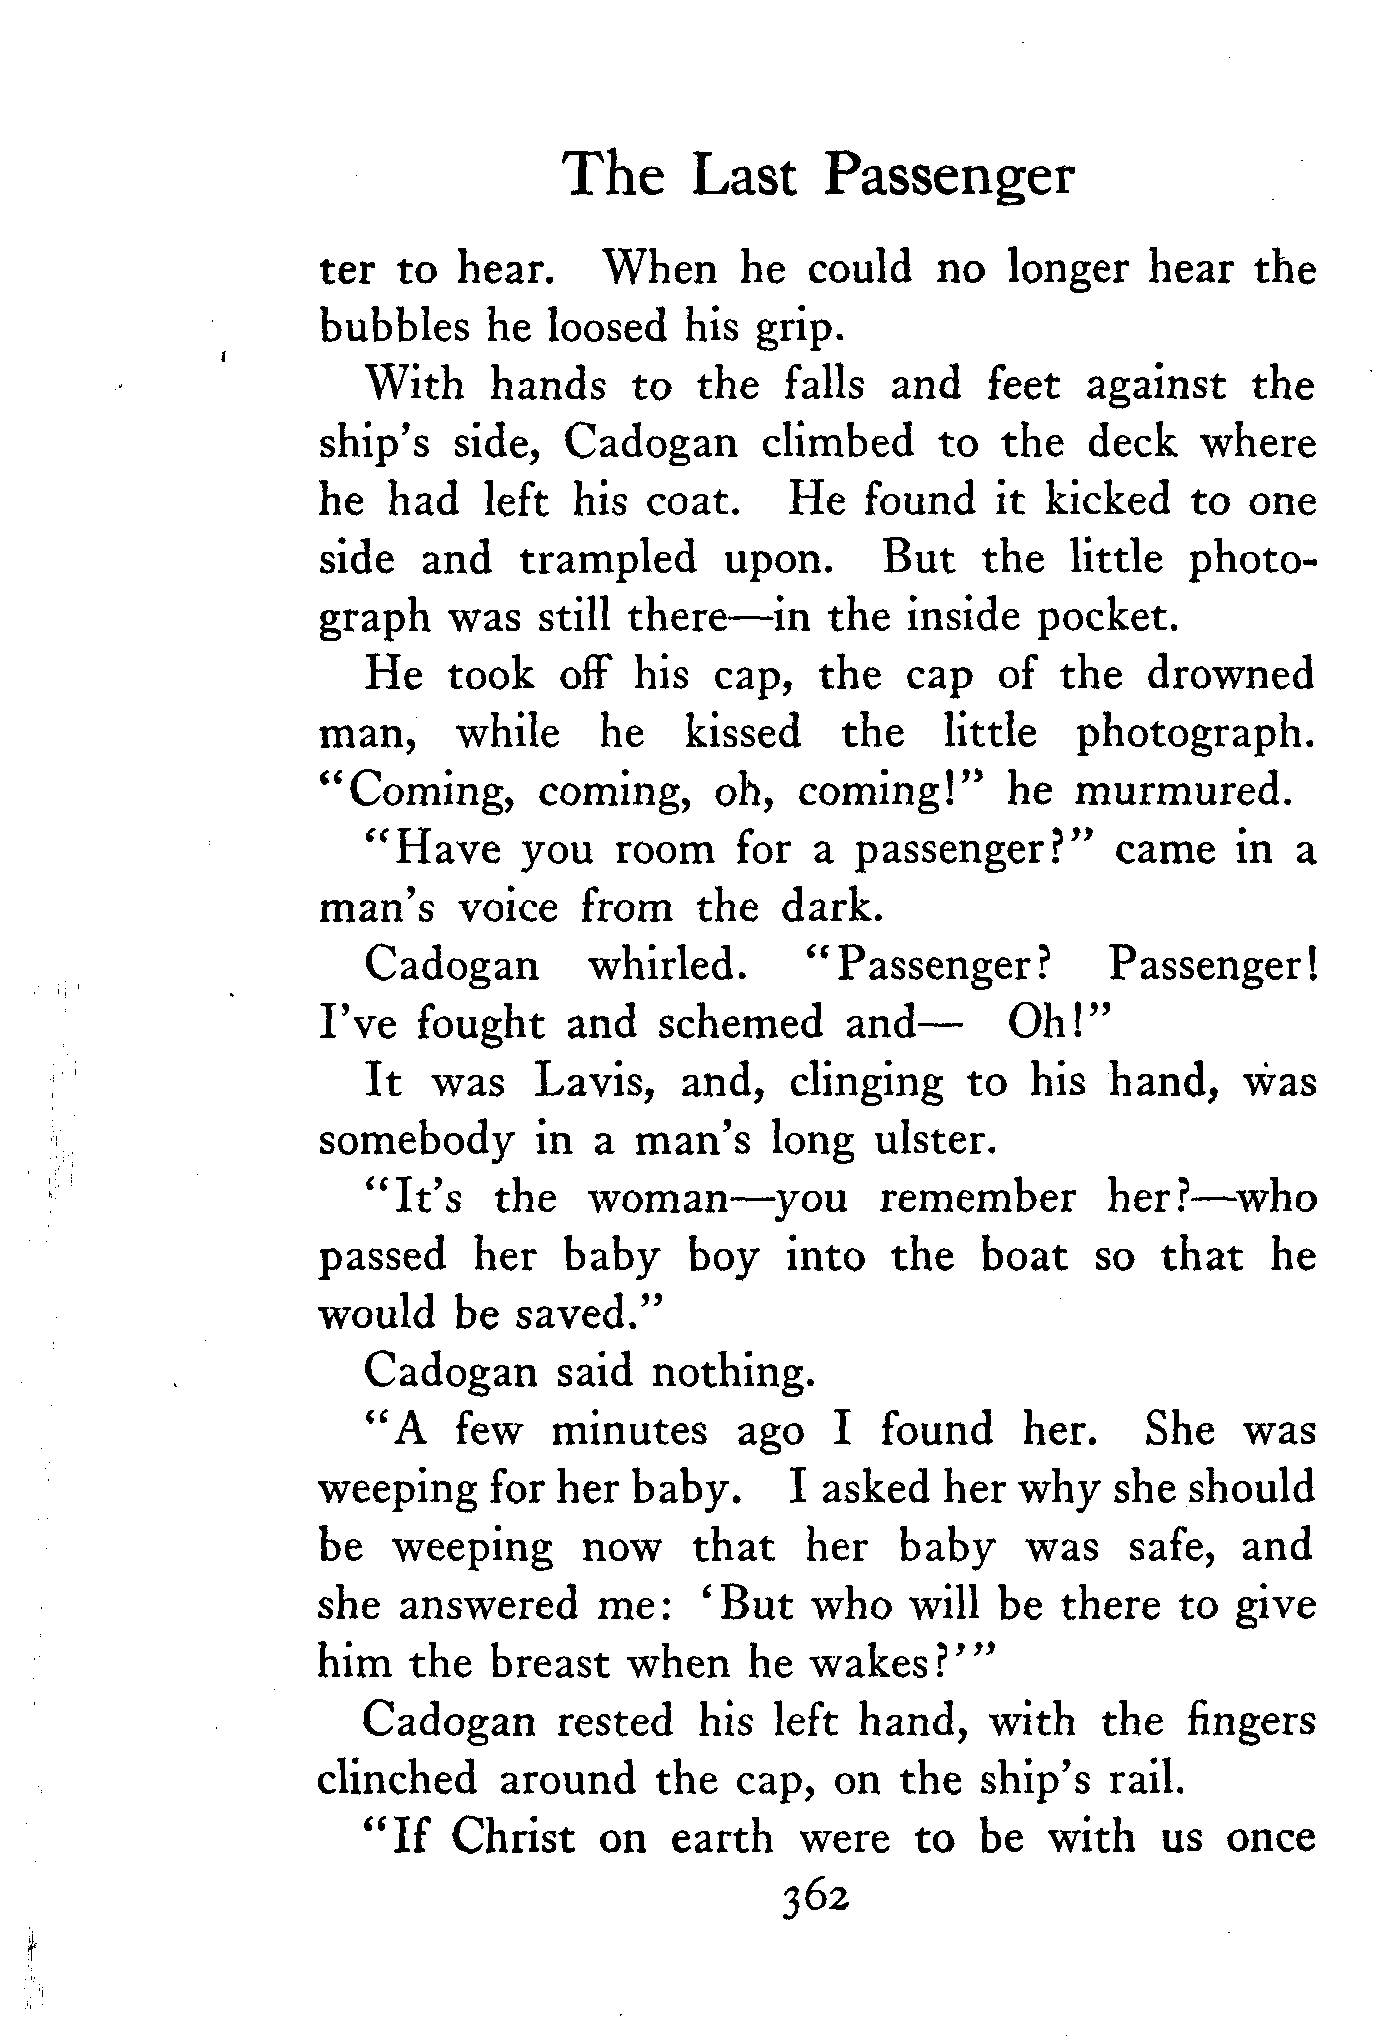 The Last Passenger
ter to hear. When he could no longer hear the
bubbles he loosed his grip.
With hands to the falls and feet against the
ship's side, Cadogan climbed to the deck where
he had left his coat. He found it kicked to one
side and trampled upon. But the little photo-
graph was still there—in the inside pocket.
He took off his cap, the cap of the drowned
man, while he kissed the little photograph.
"Coming, coming, oh, coming!" he murmured.
"Have you room for a passenger?" came in a
man's voice from the dark.
Cadogan whirled. "Passenger? Passenger!
I've fought and schemed and— Oh!"
It was Lavis, and, clinging to his hand, was
somebody in a man's long ulster.
"It's the woman—you remember her?—who
passed her baby boy into the boat so that he
would be saved."
Cadogan said nothing.
"A few minutes ago I found her. She was
weeping for her baby. I asked her why she should
be weeping now that her baby was safe, and
she answered me: 'But who will be there to give
him the breast when he wakes?'"
Cadogan rested his left hand, with the fingers
clinched around the cap, on the ship's rail.
"If Christ on earth were to be with us once
362